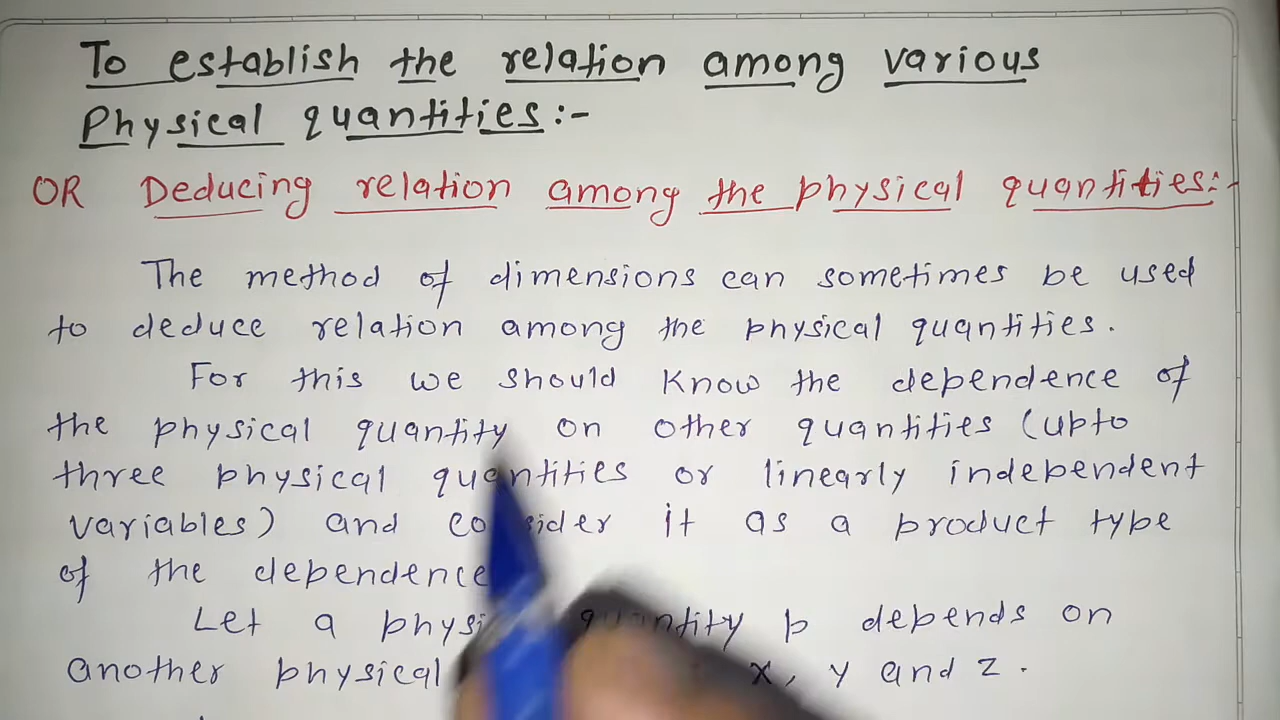 To establish the relation among various
Physical quantities:-
OR Deducing relation among the physical quantities:-
The method of dimensions can sometimes be used
to deduce relation among the physical quantities.
For this we should know the dependence of
the physical quantity on other quantities (upto
three physical quantities or linearly independent
variables) and consider it as a product type
of the dependence
Let a physical quantity p depends on
another physical x, y and z.